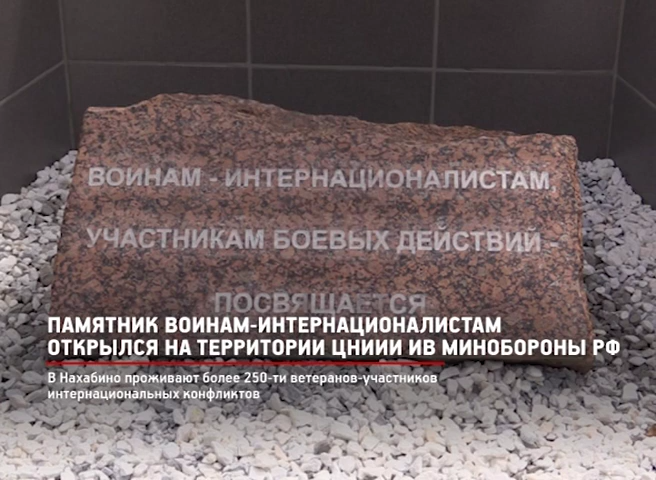 ВОИНАМ - ИНТЕРНАЦИОНАЛИСТАМ,
УЧАСТНИКАМ БОЕВЫХ ДЕЙСТВИЙ -
ПОСВЯЩАЕТСЯ
ПАМЯТНИК ВОИНАМ-ИНТЕРНАЦИОНАЛИСТАМ
ОТКРЫЛСЯ НА ТЕРРИТОРИИ ЦНИИИ ИВ МИНОБОРОНЫ РФ
В Нахабино проживают более 250-ти ветеранов-участников
интернациональных конфликтов